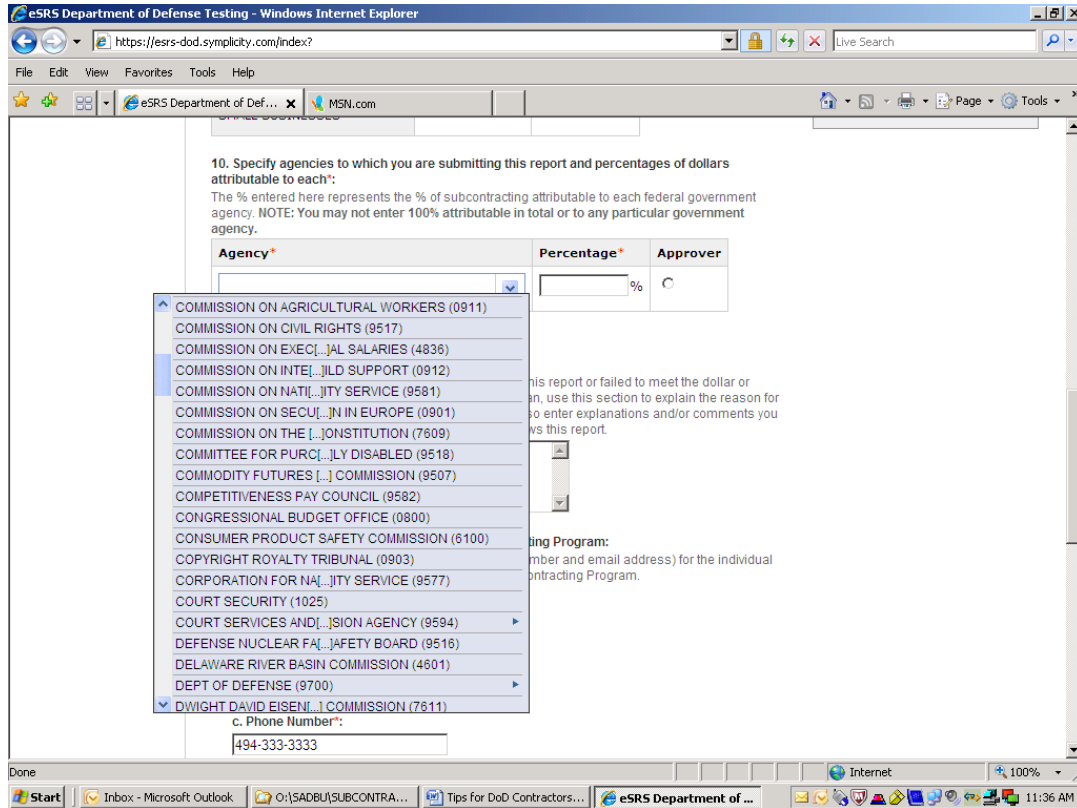 eSRS Department of Defense Testing - Windows Internet Explorer
https://esrs-dod.symplicity.com/index?
Live Search
File Edit View Favorites Tools Help
eSRS Department of Def...
MSN.com
Page
Tools
10. Specify agencies to which you are submitting this report and percentages of dollars
attributable to each*:
The % entered here represents the % of subcontracting attributable to each federal government
agency. NOTE: You may not enter 100% attributable in total or to any particular government
agency.
Agency* Percentage* Approver
%
COMMISSION ON AGRICULTURAL WORKERS (0911)
COMMISSION ON CIVIL RIGHTS (9517)
COMMISSION ON EXEC[...]AL SALARIES (4836)
COMMISSION ON INTE[...]ILD SUPPORT (0912)
COMMISSION ON NATI[...]ITY SERVICE (9581)
COMMISSION ON SECU[...]N IN EUROPE (0901)
COMMISSION ON THE [...]ONSTITUTION (7609)
COMMITTEE FOR PURC[...]LY DISABLED (9518)
COMMODITY FUTURES [...] COMMISSION (9507)
COMPETITIVENESS PAY COUNCIL (9582)
CONGRESSIONAL BUDGET OFFICE (0800)
CONSUMER PRODUCT SAFETY COMMISSION (6100)
COPYRIGHT ROYALTY TRIBUNAL (0903)
CORPORATION FOR NA[...]ITY SERVICE (9577)
COURT SECURITY (1025)
COURT SERVICES AND[...]SION AGENCY (9594)
DEFENSE NUCLEAR FA[...]AFETY BOARD (9516)
DELAWARE RIVER BASIN COMMISSION (4601)
DEPT OF DEFENSE (9700)
DWIGHT DAVID EISEN[...] COMMISSION (7611)
his report or failed to meet the dollar or
an, use this section to explain the reason for
so enter explanations and/or comments you
ws this report.
ting Program:
mber and email address) for the individual
ontracting Program.
c. Phone Number*:
494-333-3333
Done
Internet
100%
Start
Inbox - Microsoft Outlook
O:\SADBU\SUBCONTRA...
Tips for DoD Contractors...
eSRS Department of ...
11:36 AM